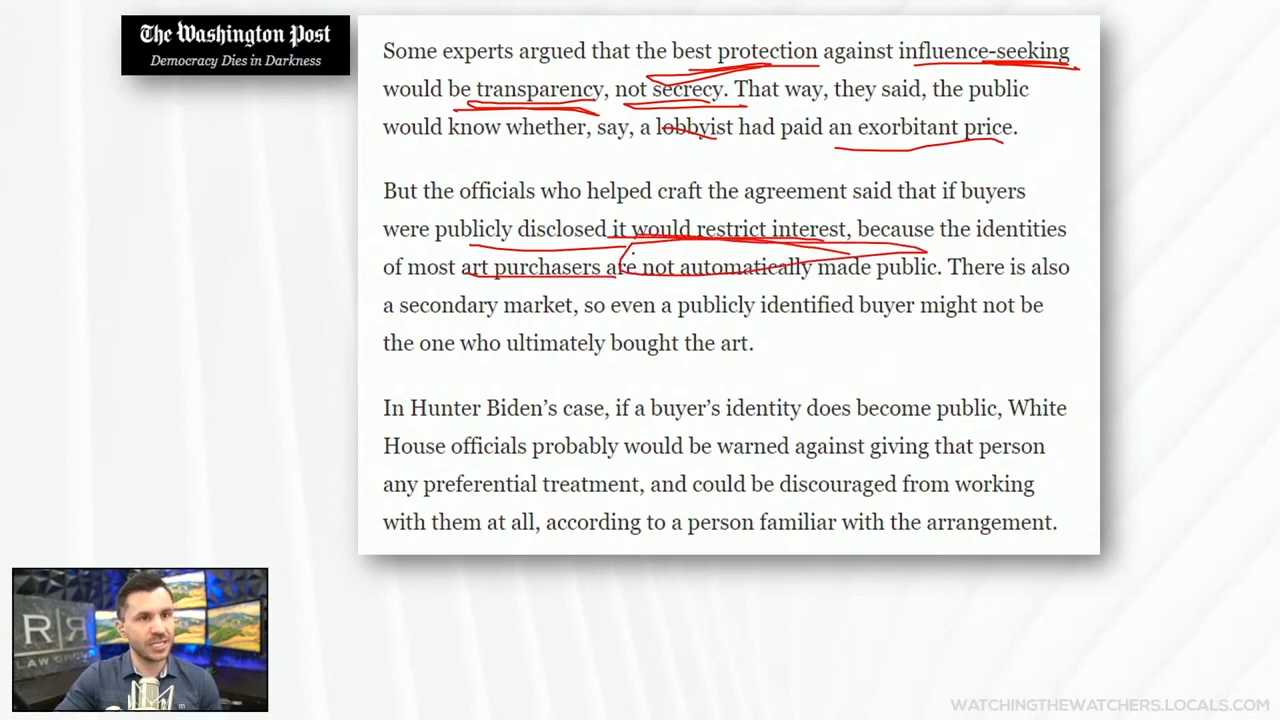 The Washington Post
Democracy Dies in Darkness
Some experts argued that the best protection against influence-seeking
would be transparency, not secrecy. That way, they said, the public
would know whether, say, a lobbyist had paid an exorbitant price.
But the officials who helped craft the agreement said that if buyers
were publicly disclosed it would restrict interest, because the identities
of most art purchasers are not automatically made public. There is also
a secondary market, so even a publicly identified buyer might not be
the one who ultimately bought the art.
In Hunter Biden’s case, if a buyer’s identity does become public, White
House officials probably would be warned against giving that person
any preferential treatment, and could be discouraged from working
with them at all, according to a person familiar with the arrangement.
R|R
LAW GROUP
WATCHINGTHEWATCHERS.LOCALS.COM